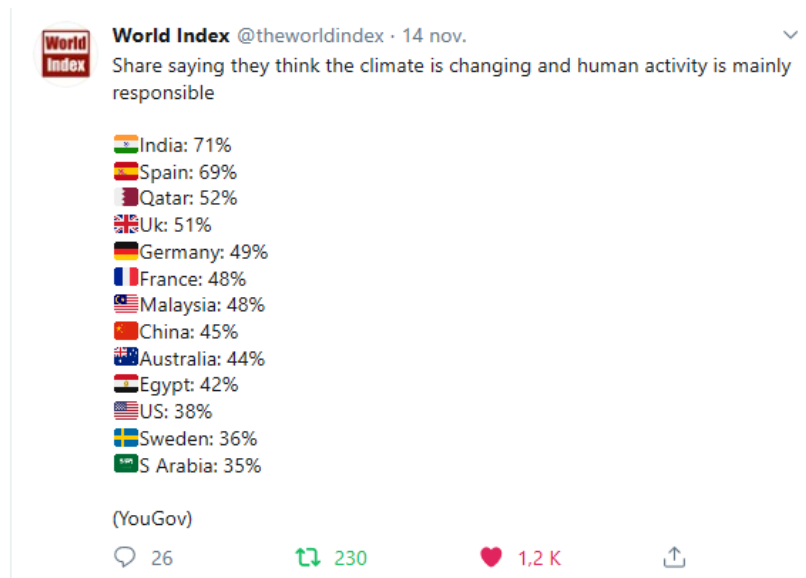 World
Index
World Index @theworldindex · 14 nov.
Share saying they think the climate is changing and human activity is mainly
responsible
India: 71%
Spain: 69%
Qatar: 52%
Uk: 51%
Germany: 49%
France: 48%
Malaysia: 48%
China: 45%
Australia: 44%
Egypt: 42%
US: 38%
Sweden: 36%
S Arabia: 35%
(YouGov)
26 230 1,2 K